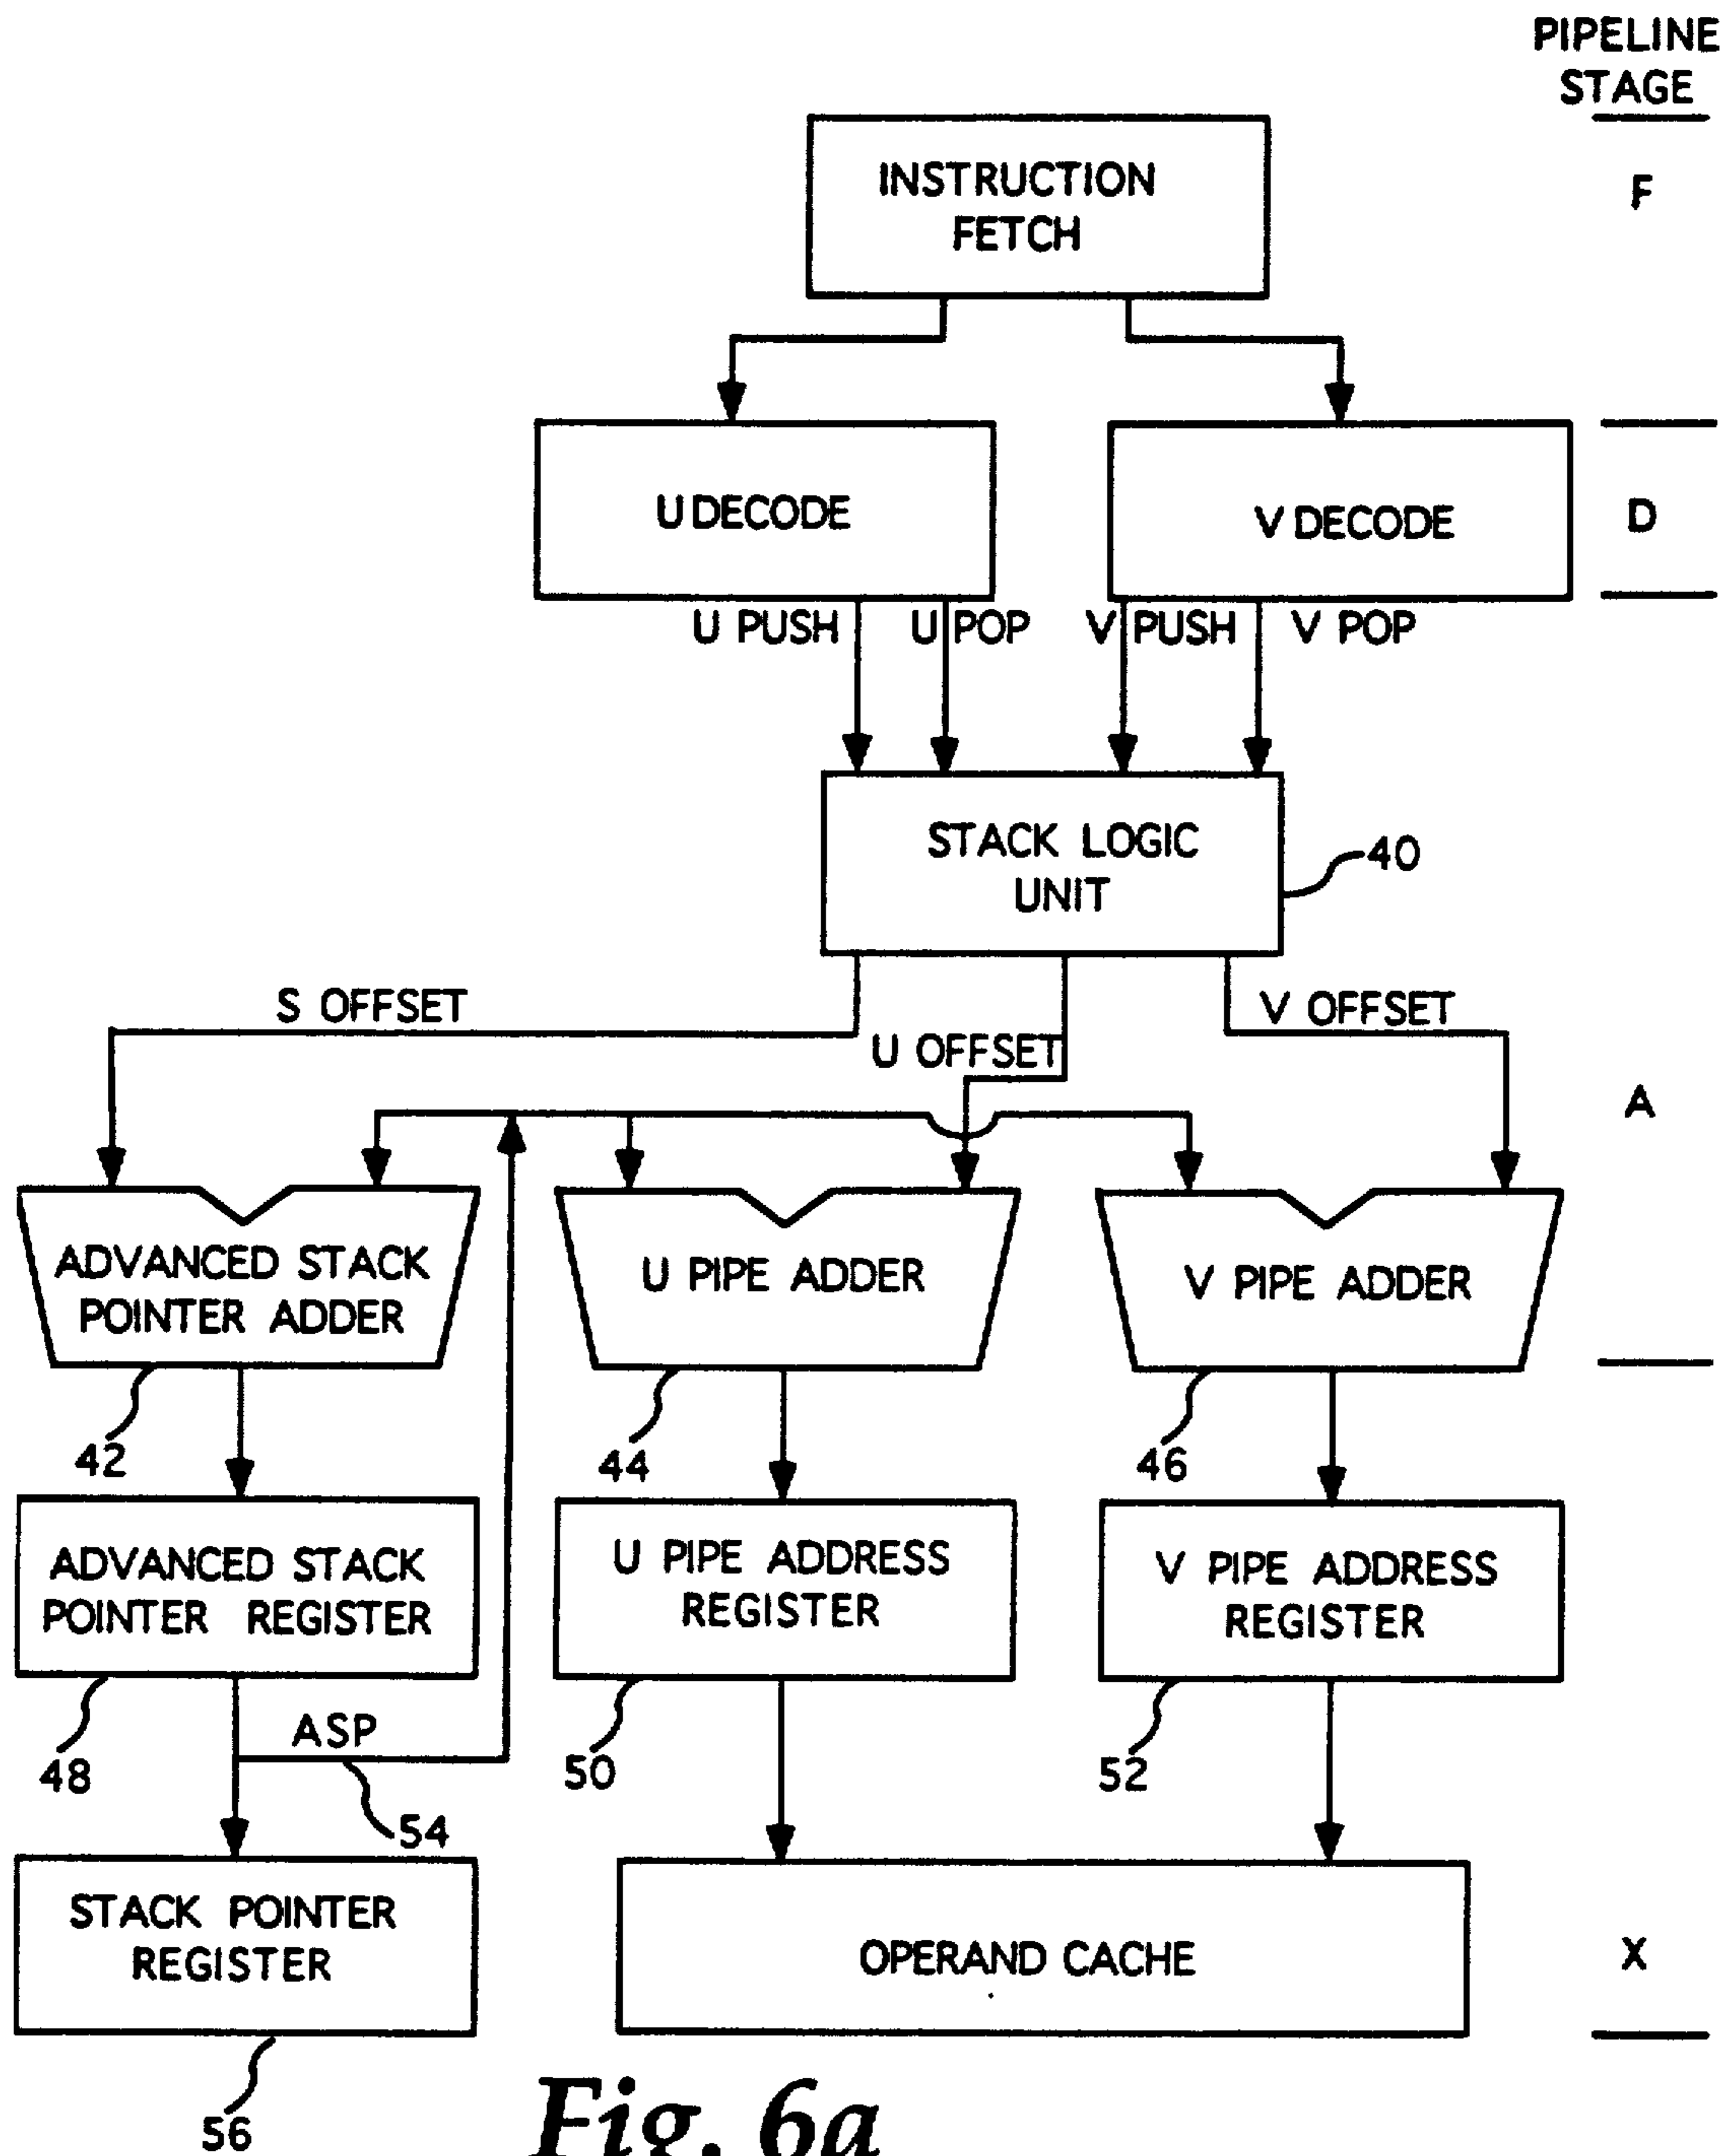 PIPELINE
STAGE
INSTRUCTION
FETCH
F
U DECODE
V DECODE
D
U PUSH
U POP
V PUSH
V POP
STACK LOGIC
UNIT
40
S OFFSET
U OFFSET
V OFFSET
A
ADVANCED STACK
POINTER ADDER
U PIPE ADDER
V PIPE ADDER
42
44
46
ADVANCED STACK
POINTER REGISTER
U PIPE ADDRESS
REGISTER
V PIPE ADDRESS
REGISTER
48
ASP
54
50
52
STACK POINTER
REGISTER
OPERAND CACHE
X
56
Fig. 6a